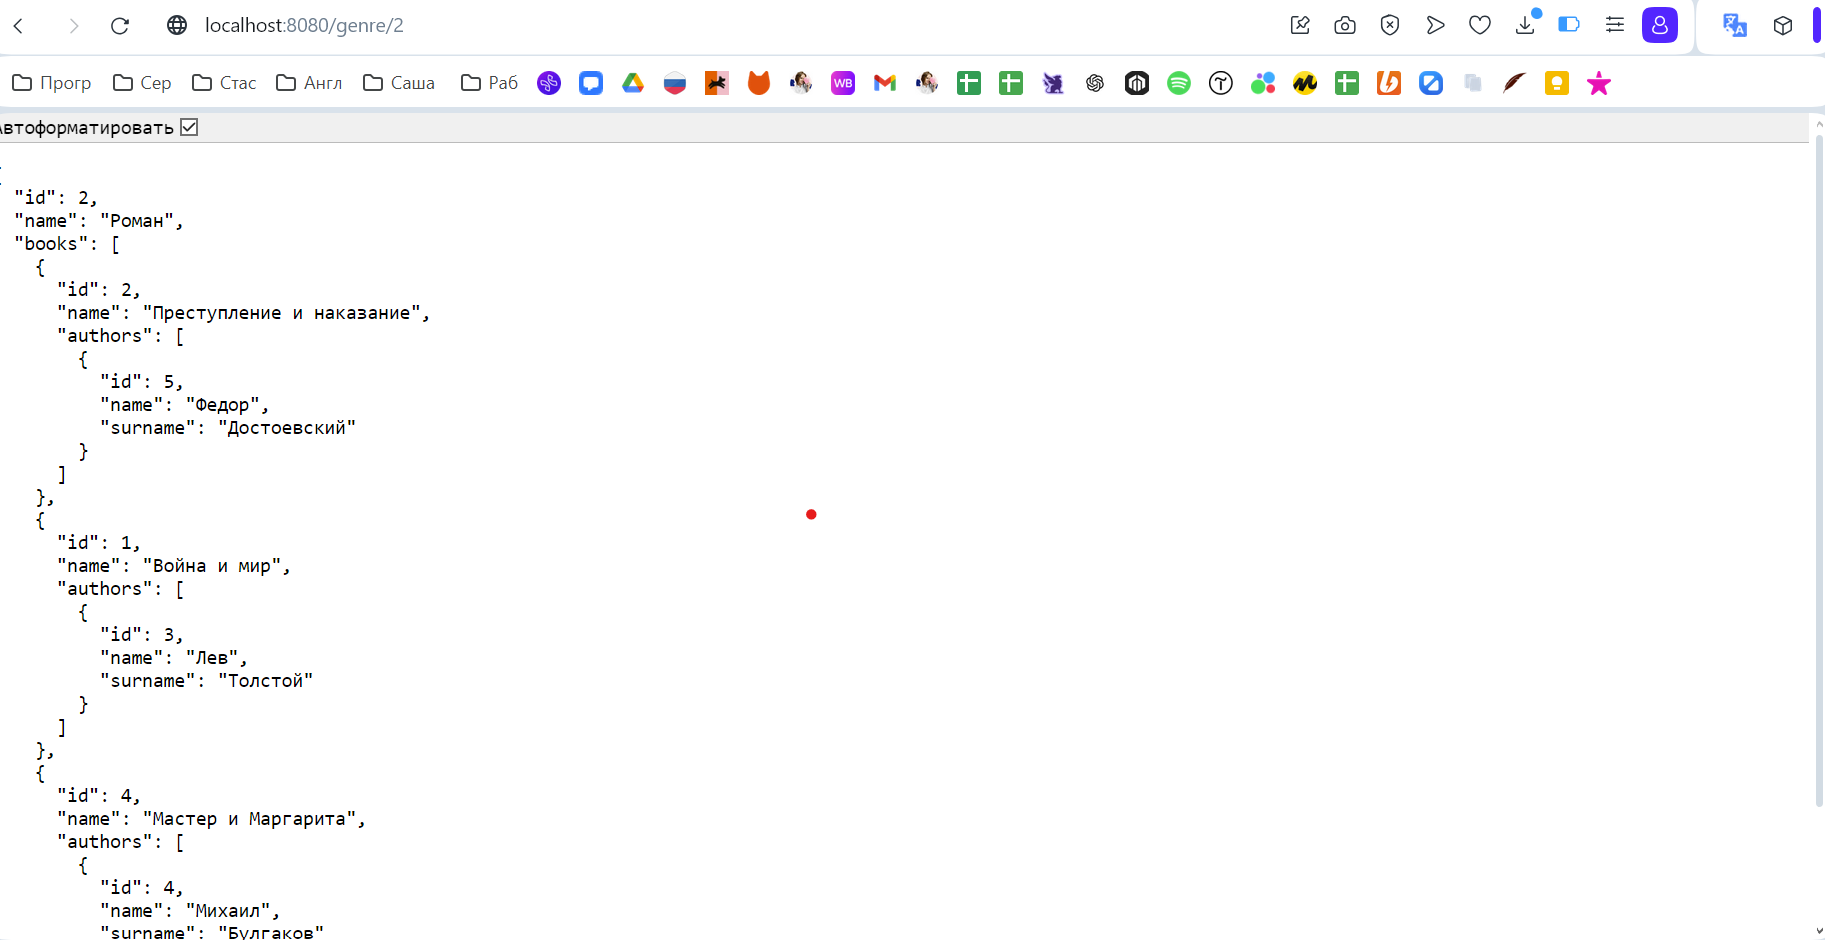 localhost:8080/genre/2
Прогр Сер Стас Англ Саша Раб WB
Автоформатировать
"id": 2,
"name": "Роман",
"books": [
{
"id": 2,
"name": "Преступление и наказание",
"authors": [
{
"id": 5,
"name": "Федор",
"surname": "Достоевский"
}
]
},
{
"id": 1,
"name": "Война и мир",
"authors": [
{
"id": 3,
"name": "Лев",
"surname": "Толстой"
}
]
},
{
"id": 4,
"name": "Мастер и Маргарита",
"authors": [
{
"id": 4,
"name": "Михаил",
"surname": "Булгаков"